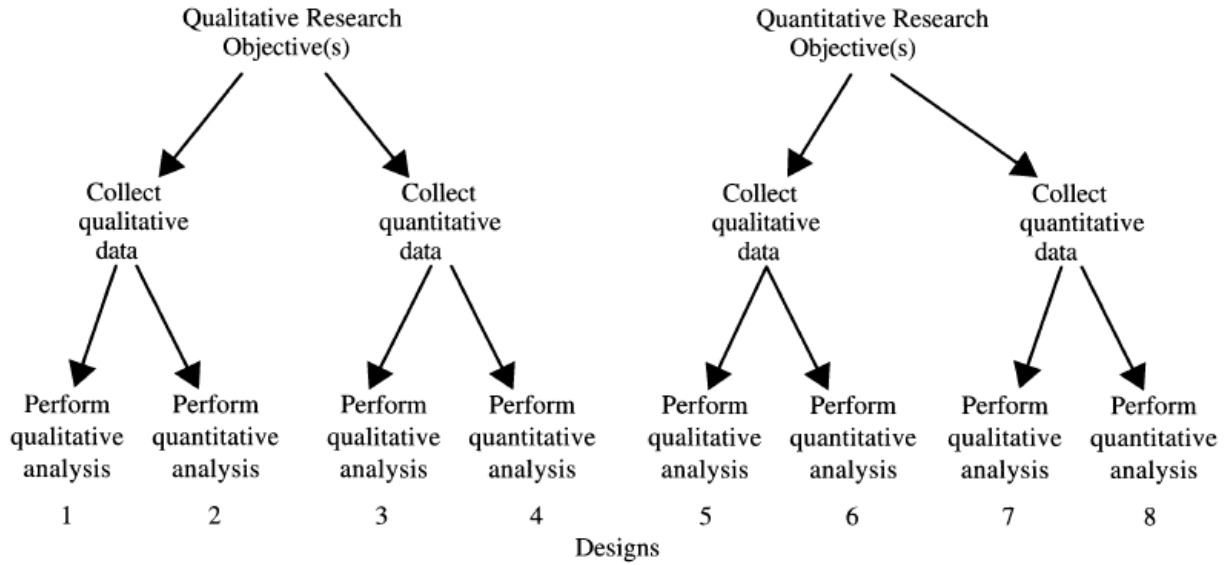 Qualitative Research
Objective(s)
Quantitative Research
Objective(s)
Collect
qualitative
data
Collect
quantitative
data
Collect
qualitative
data
Collect
quantitative
data
Perform
qualitative
analysis
Perform
quantitative
analysis
Perform
qualitative
analysis
Perform
quantitative
analysis
Perform
qualitative
analysis
Perform
quantitative
analysis
Perform
qualitative
analysis
Perform
quantitative
analysis
1 2 3 4 5 6 7 8
Designs